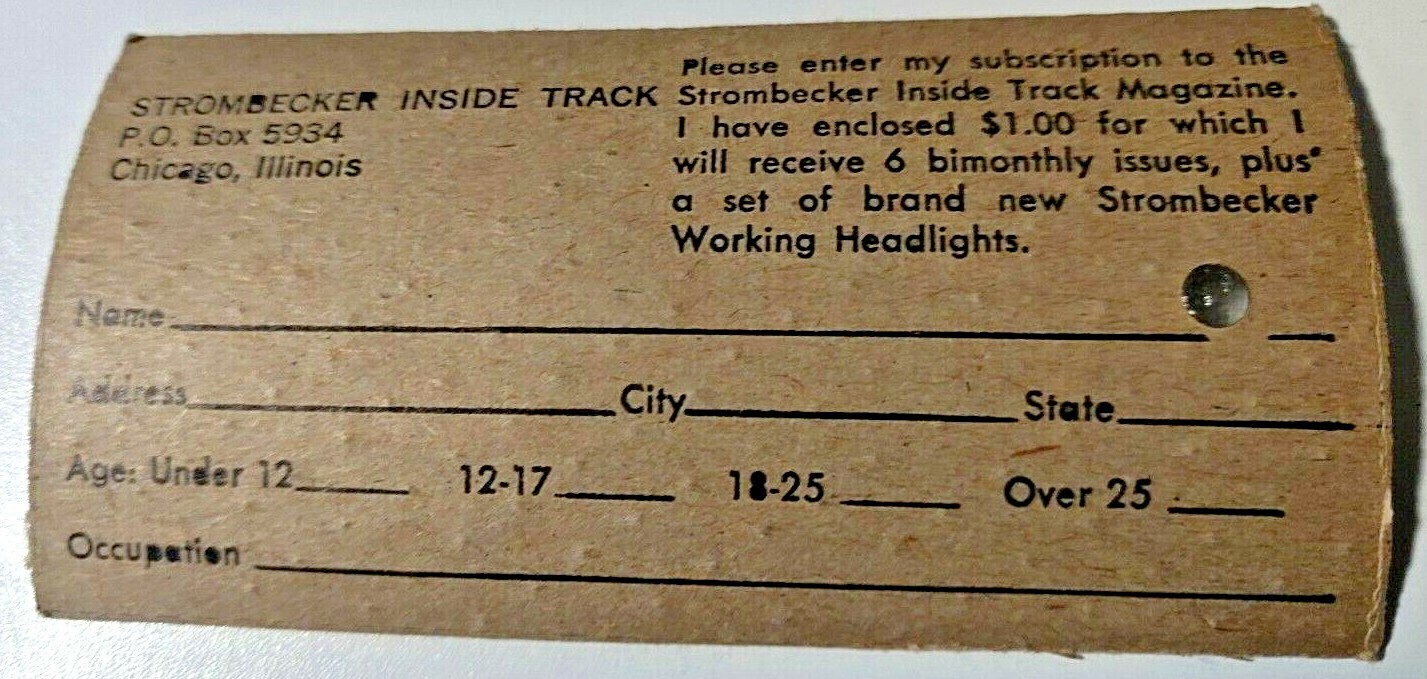 STROMBECKER INSIDE TRACK
P.O. Box 5934
Chicago, Illinois
Please enter my subscription to the
Strombecker Inside Track Magazine.
I have enclosed $1.00 for which I
will receive 6 bimonthly issues, plus
a set of brand new Strombecker
Working Headlights.
Name
Address City State
Age: Under 12 12-17 18-25 Over 25
Occupation